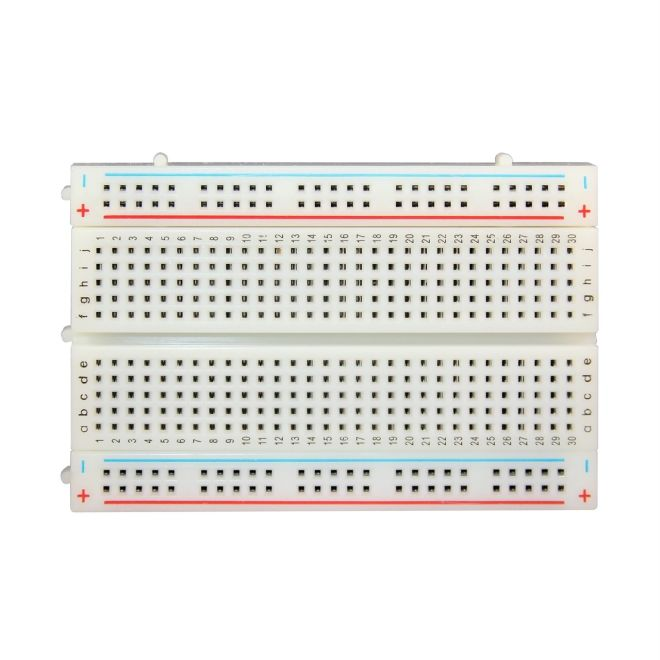 − −
+ +
1 2 3 4 5 6 7 8 9 10 11 12 13 14 15 16 17 18 19 20 21 22 23 24 25 26 27 28 29 30
j j
i i
h h
g g
f f
e e
d d
c c
b b
a a
1 2 3 4 5 6 7 8 9 10 11 12 13 14 15 16 17 18 19 20 21 22 23 24 25 26 27 28 29 30
− −
+ +